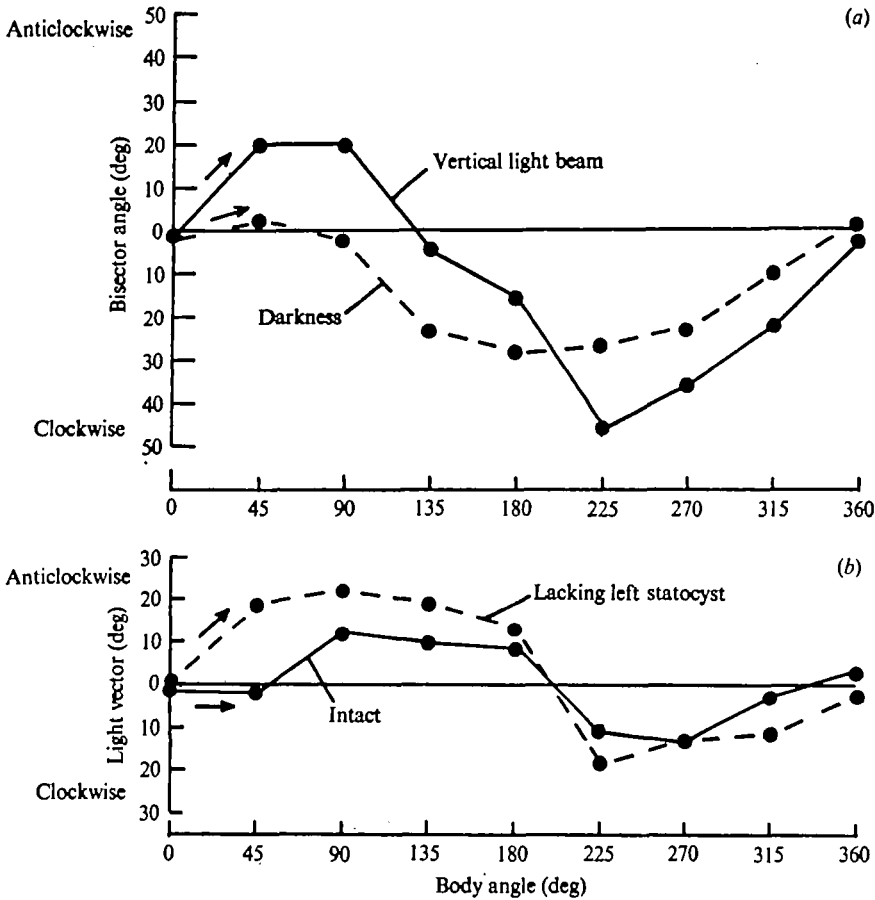 (a)
Anticlockwise
50
40
30
20
10
0
10
20
30
40
50
Bisector angle (deg)
Clockwise
Vertical light beam
Darkness
0 45 90 135 180 225 270 315 360
(b)
Anticlockwise
30
20
10
0
10
20
30
Light vector (deg)
Clockwise
Lacking left statocyst
Intact
0 45 90 135 180 225 270 315 360
Body angle (deg)